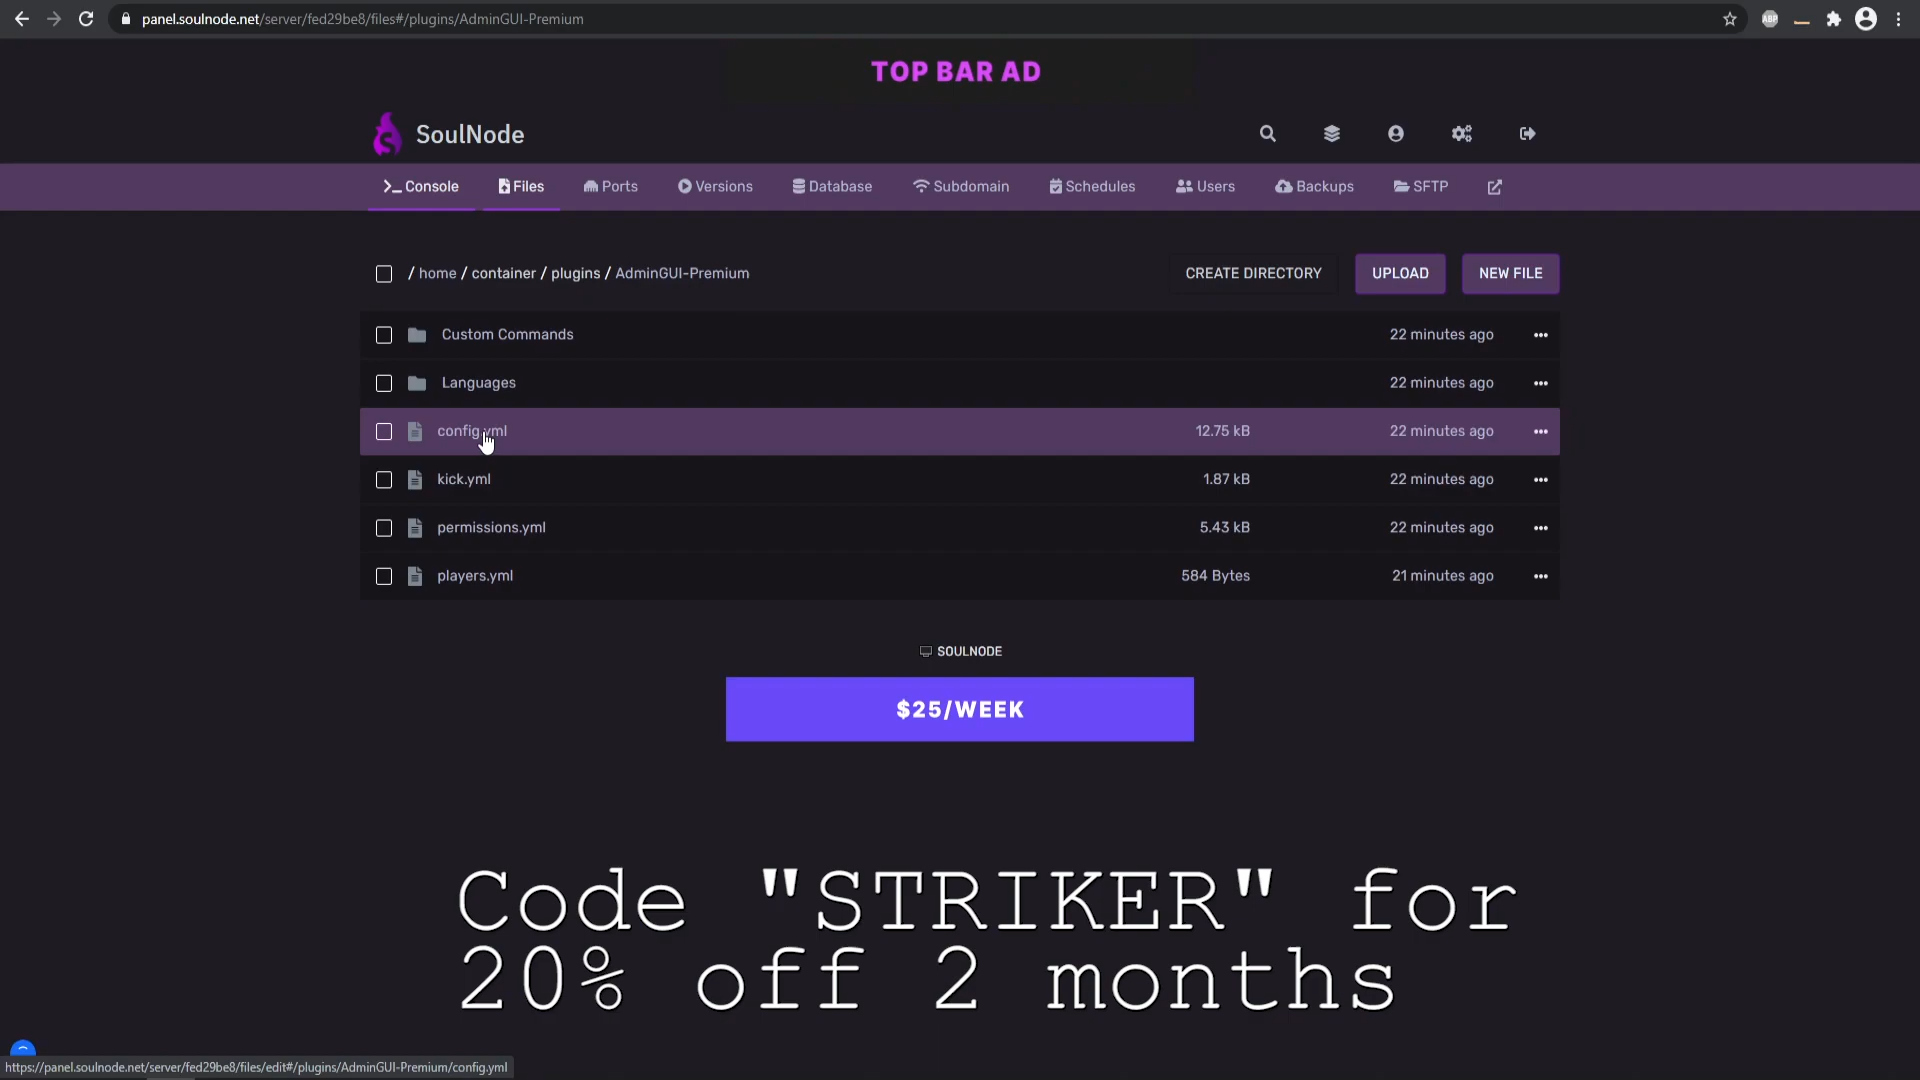 panel.soulnode.net/server/fed29be8/files#/plugins/AdminGUI-Premium
ABP
TOP BAR AD
SoulNode
Console Files Ports Versions Database Subdomain Schedules Users Backups SFTP
/ home / container / plugins / AdminGUI-Premium CREATE DIRECTORY UPLOAD NEW FILE
Custom Commands 22 minutes ago
Languages 22 minutes ago
config.yml 12.75 kB 22 minutes ago
kick.yml 1.87 kB 22 minutes ago
permissions.yml 5.43 kB 22 minutes ago
players.yml 584 Bytes 21 minutes ago
SOULNODE
$25/WEEK
Code "STRIKER" for
20% off 2 months
https://panel.soulnode.net/server/fed29be8/files/edit#/plugins/AdminGUI-Premium/config.yml